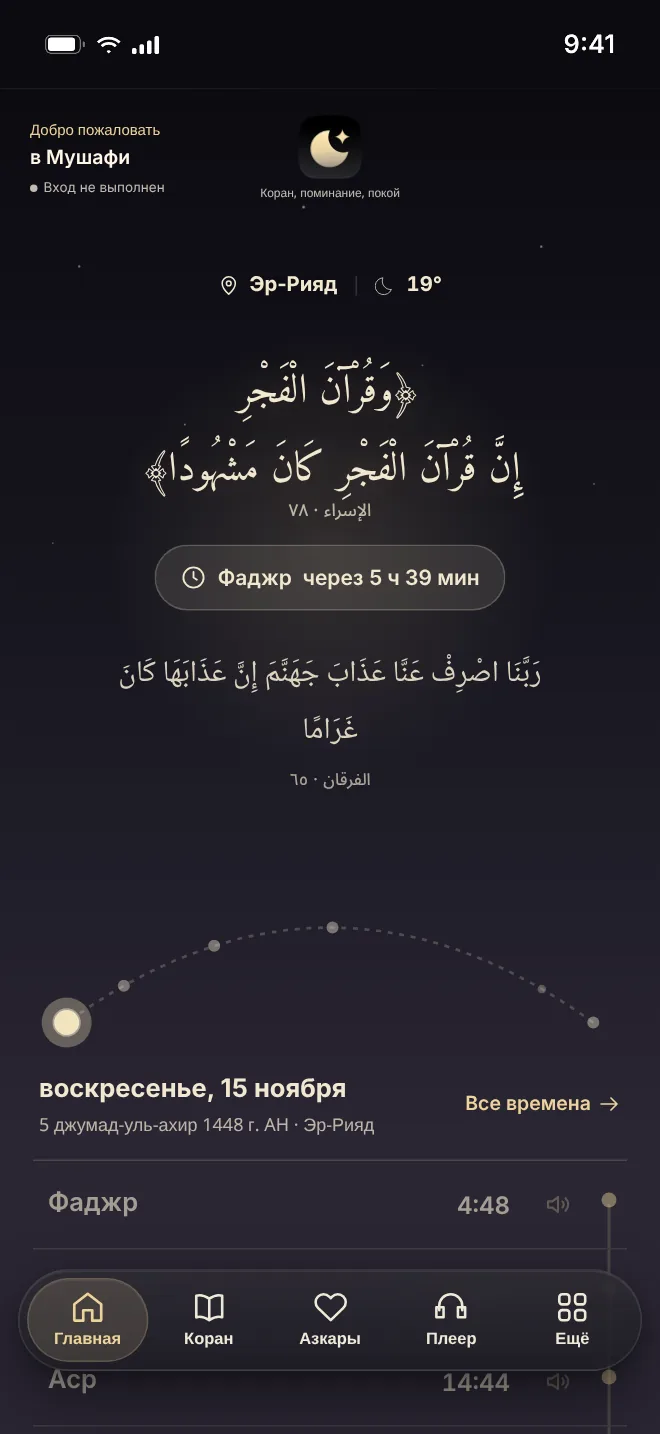 9:41
Добро пожаловать
в Мушафи
Вход не выполнен
Коран, поминание, покой
Эр-Рияд | 19°
﴿وَقُرْآنَ الْفَجْرِ
إِنَّ قُرْآنَ الْفَجْرِ كَانَ مَشْهُودًا﴾
الإسراء · ٧٨
Фаджр через 5 ч 39 мин
رَبَّنَا اصْرِفْ عَنَّا عَذَابَ جَهَنَّمَ إِنَّ عَذَابَهَا كَانَ
غَرَامًا
الفرقان · ٦٥
воскресенье, 15 ноября
5 джумад-уль-ахир 1448 г. АН · Эр-Рияд
Все времена →
Фаджр 4:48
Главная
Коран
Азкары
Плеер
Ещё
Аср 14:44